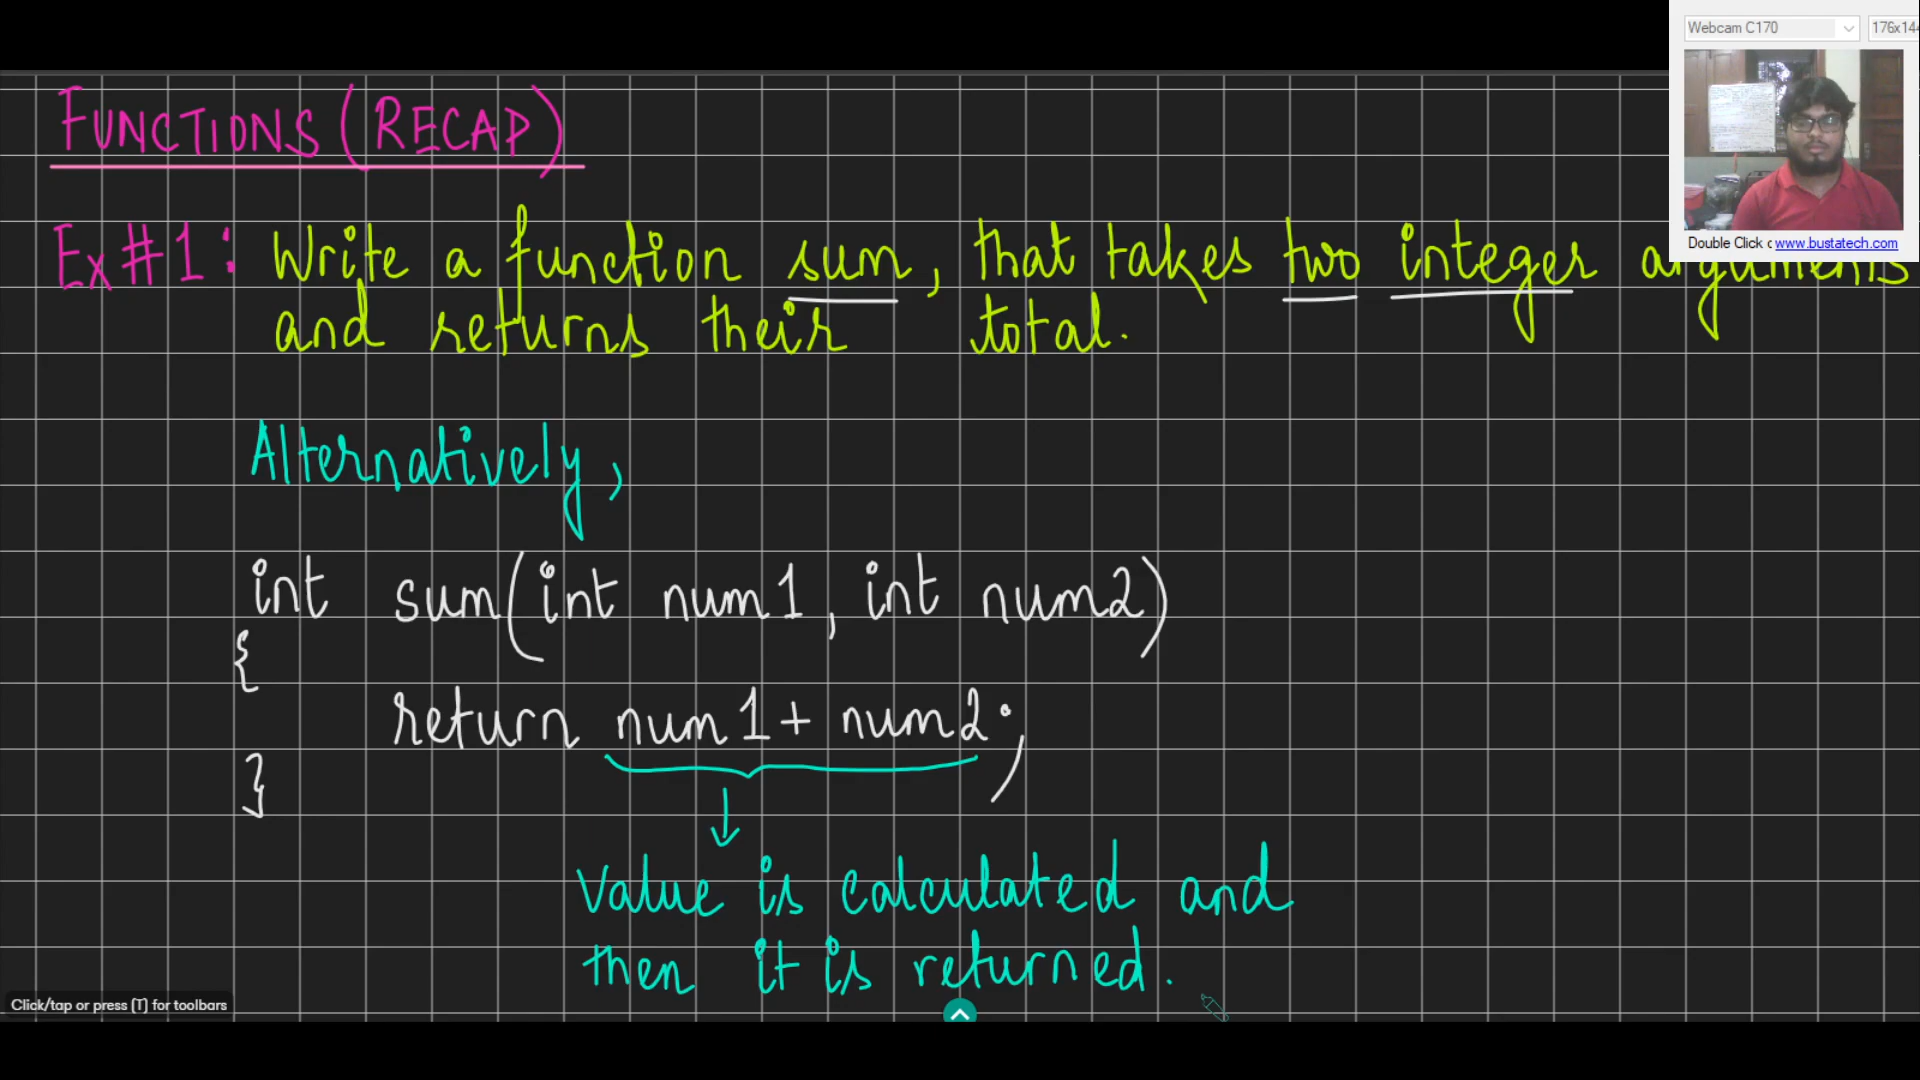 Webcam C170
176x144
FUNCTIONS (RECAP)
Ex#1: Write a function sum, that takes two integer arguments
and returns their total.
Double Click www.bustatech.com
Alternatively,
int sum(int num1, int num2)
{
return num1 + num2;
}
Value is calculated and
then it is returned.
Click/tap or press (T) for toolbars